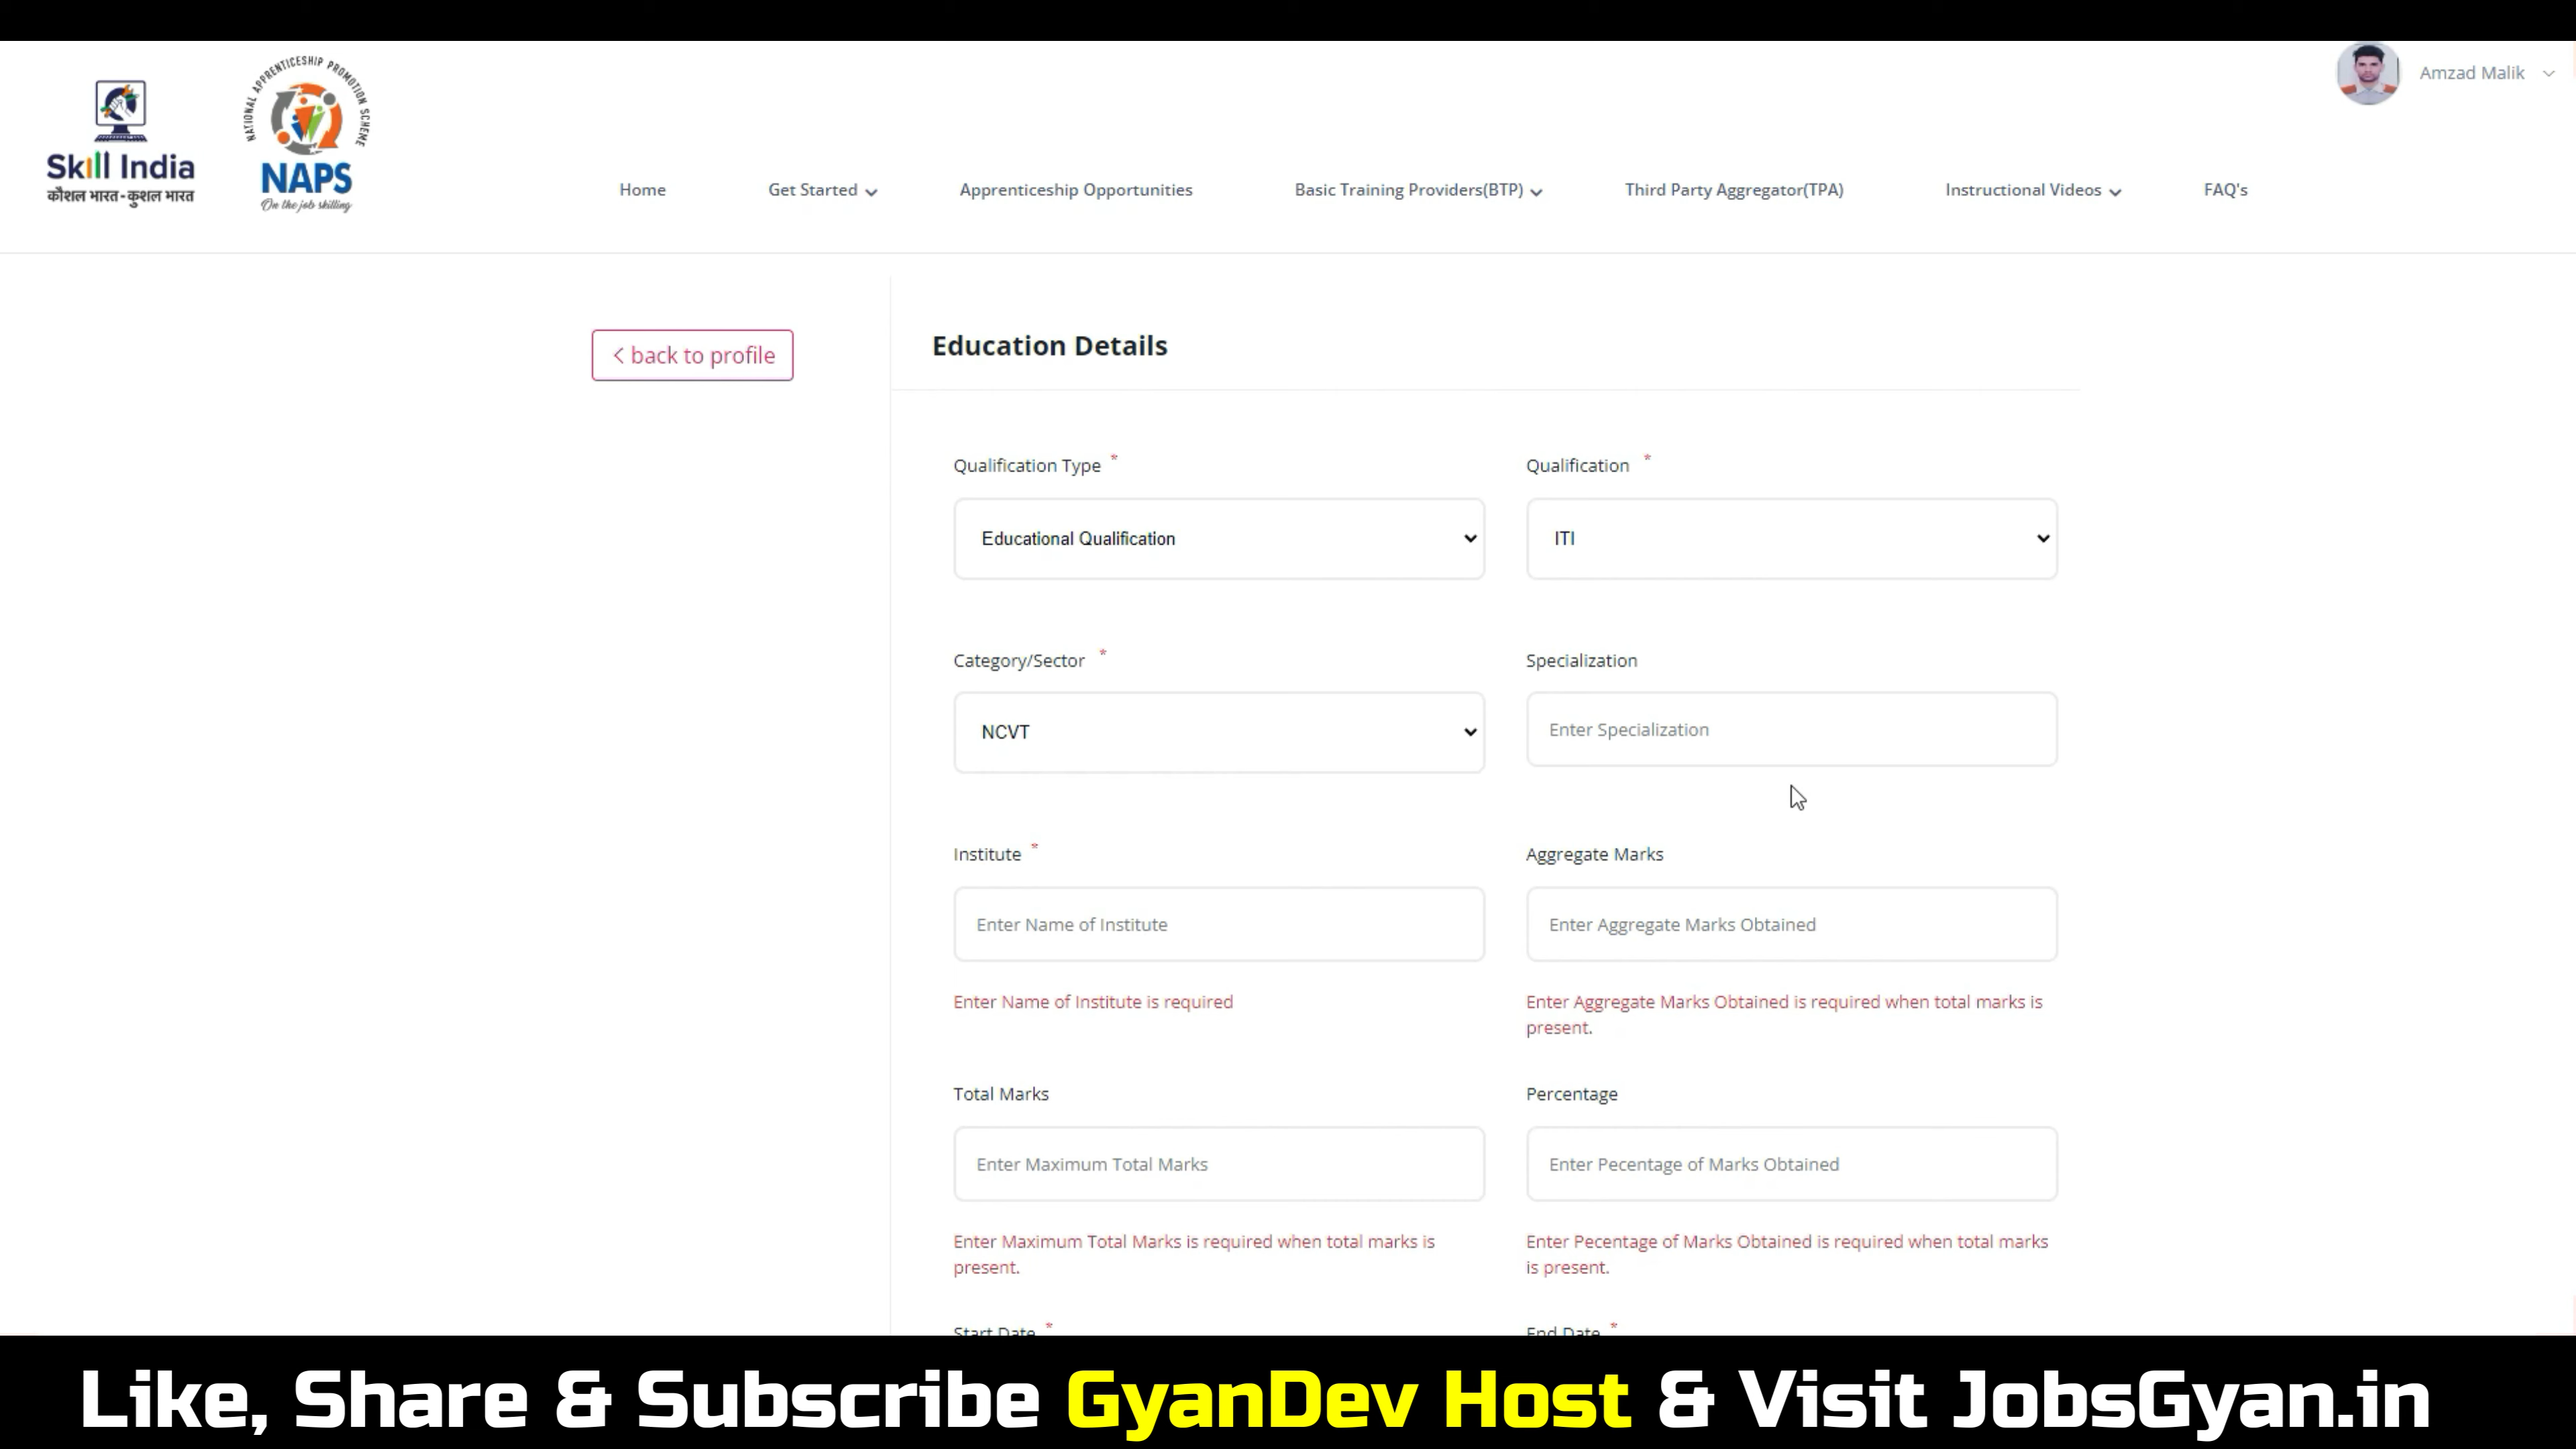 NATIONAL APPRENTICESHIP PROMOTION SCHEME
Skill India
कौशल भारत-कुशल भारत
NAPS
On the job skilling
Amzad Malik
Home
Get Started
Apprenticeship Opportunities
Basic Training Providers(BTP)
Third Party Aggregator(TPA)
Instructional Videos
FAQ's
< back to profile
Education Details
Qualification Type *
Qualification *
Educational Qualification
ITI
Category/Sector *
Specialization
NCVT
Enter Specialization
Institute *
Aggregate Marks
Enter Name of Institute
Enter Aggregate Marks Obtained
Enter Name of Institute is required
Enter Aggregate Marks Obtained is required when total marks is
present.
Total Marks
Percentage
Enter Maximum Total Marks
Enter Pecentage of Marks Obtained
Enter Maximum Total Marks is required when total marks is
present.
Enter Pecentage of Marks Obtained is required when total marks
is present.
Start Date *
End Date *
Like, Share & Subscribe GyanDev Host & Visit JobsGyan.in